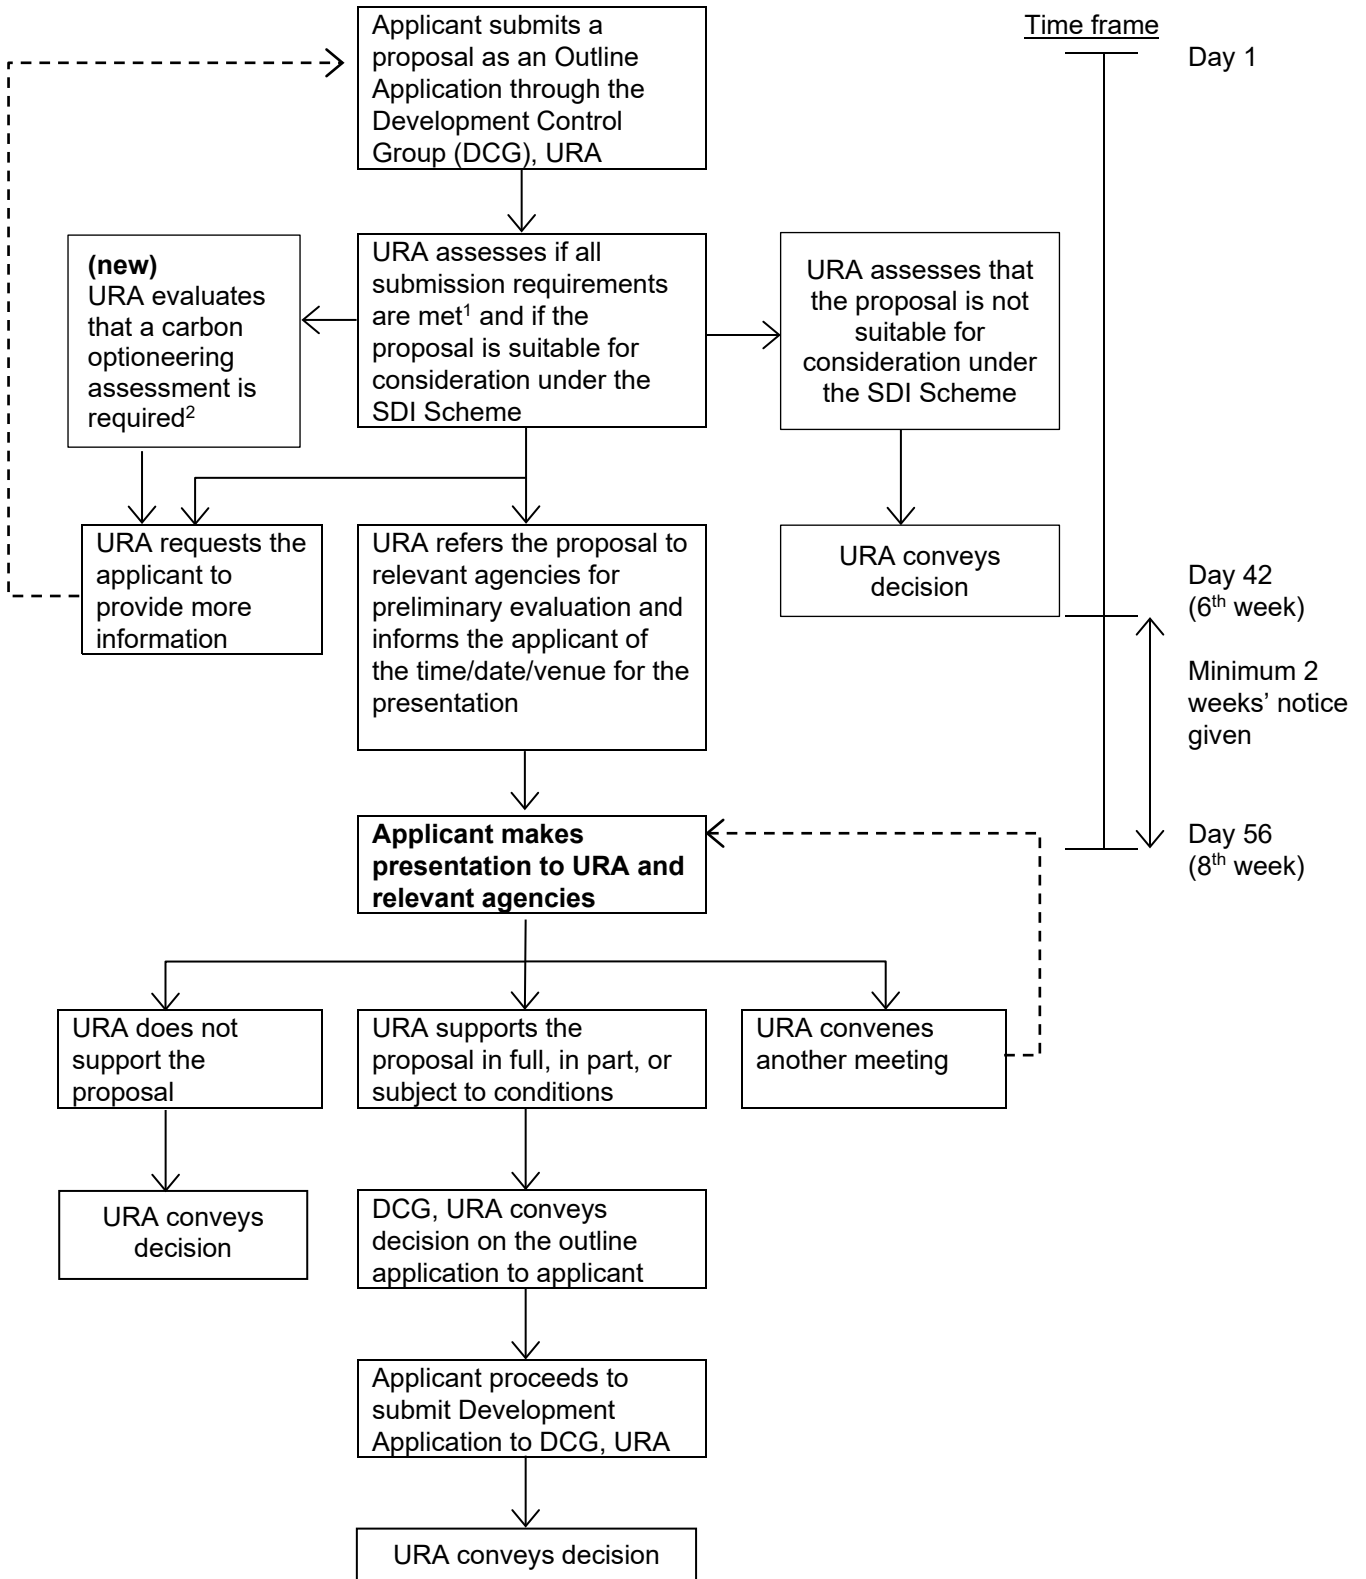 Applicant submits a
proposal as an Outline
Application through the
Development Control
Group (DCG), URA
Time frame
Day 1
(new)
URA evaluates
that a carbon
optioneering
assessment is
required²
URA assesses if all
submission requirements
are met¹ and if the
proposal is suitable for
consideration under the
SDI Scheme
URA assesses that
the proposal is not
suitable for
consideration under
the SDI Scheme
URA requests the
applicant to
provide more
information
URA refers the proposal to
relevant agencies for
preliminary evaluation and
informs the applicant of
the time/date/venue for the
presentation
URA conveys
decision
Day 42
(6th week)
Minimum 2
weeks’ notice
given
Applicant makes
presentation to URA and
relevant agencies
Day 56
(8th week)
URA does not
support the
proposal
URA supports the
proposal in full, in part, or
subject to conditions
URA convenes
another meeting
URA conveys
decision
DCG, URA conveys
decision on the outline
application to applicant
Applicant proceeds to
submit Development
Application to DCG, URA
URA conveys decision